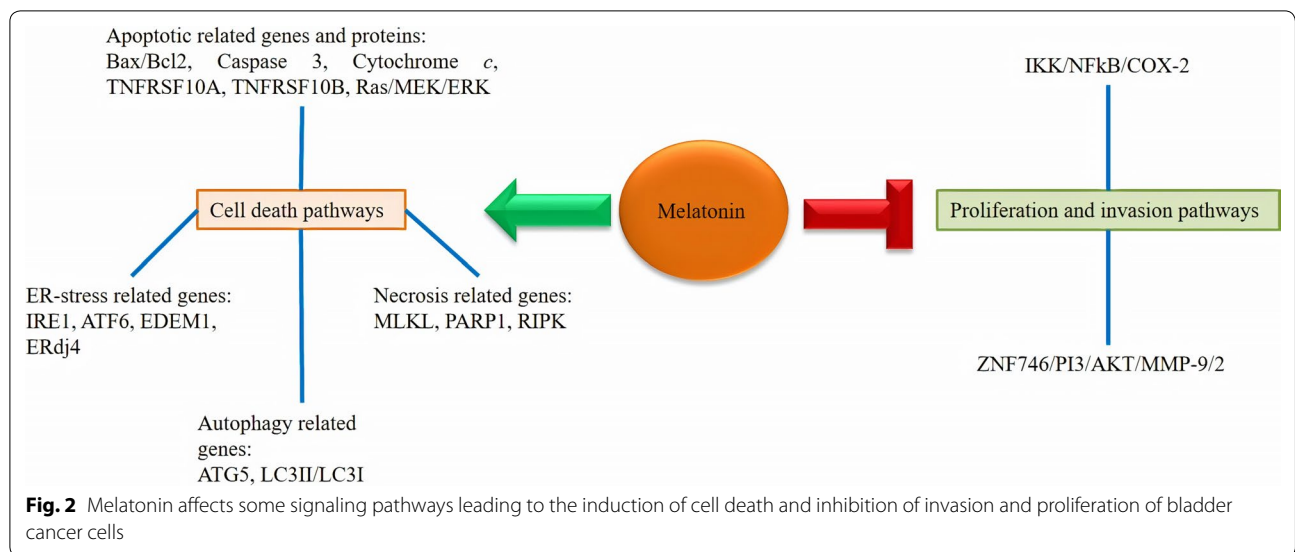 Apoptotic related genes and proteins:
Bax/Bcl2, Caspase 3, Cytochrome c,
TNFRSF10A, TNFRSF10B, Ras/MEK/ERK
IKK/NFkB/COX-2
Cell death pathways
Melatonin
Proliferation and invasion pathways
ER-stress related genes:
IRE1, ATF6, EDEM1,
ERdj4
Necrosis related genes:
MLKL, PARP1, RIPK
ZNF746/PI3/AKT/MMP-9/2
Autophagy related
genes:
ATG5, LC3II/LC3I
Fig. 2 Melatonin affects some signaling pathways leading to the induction of cell death and inhibition of invasion and proliferation of bladder
cancer cells